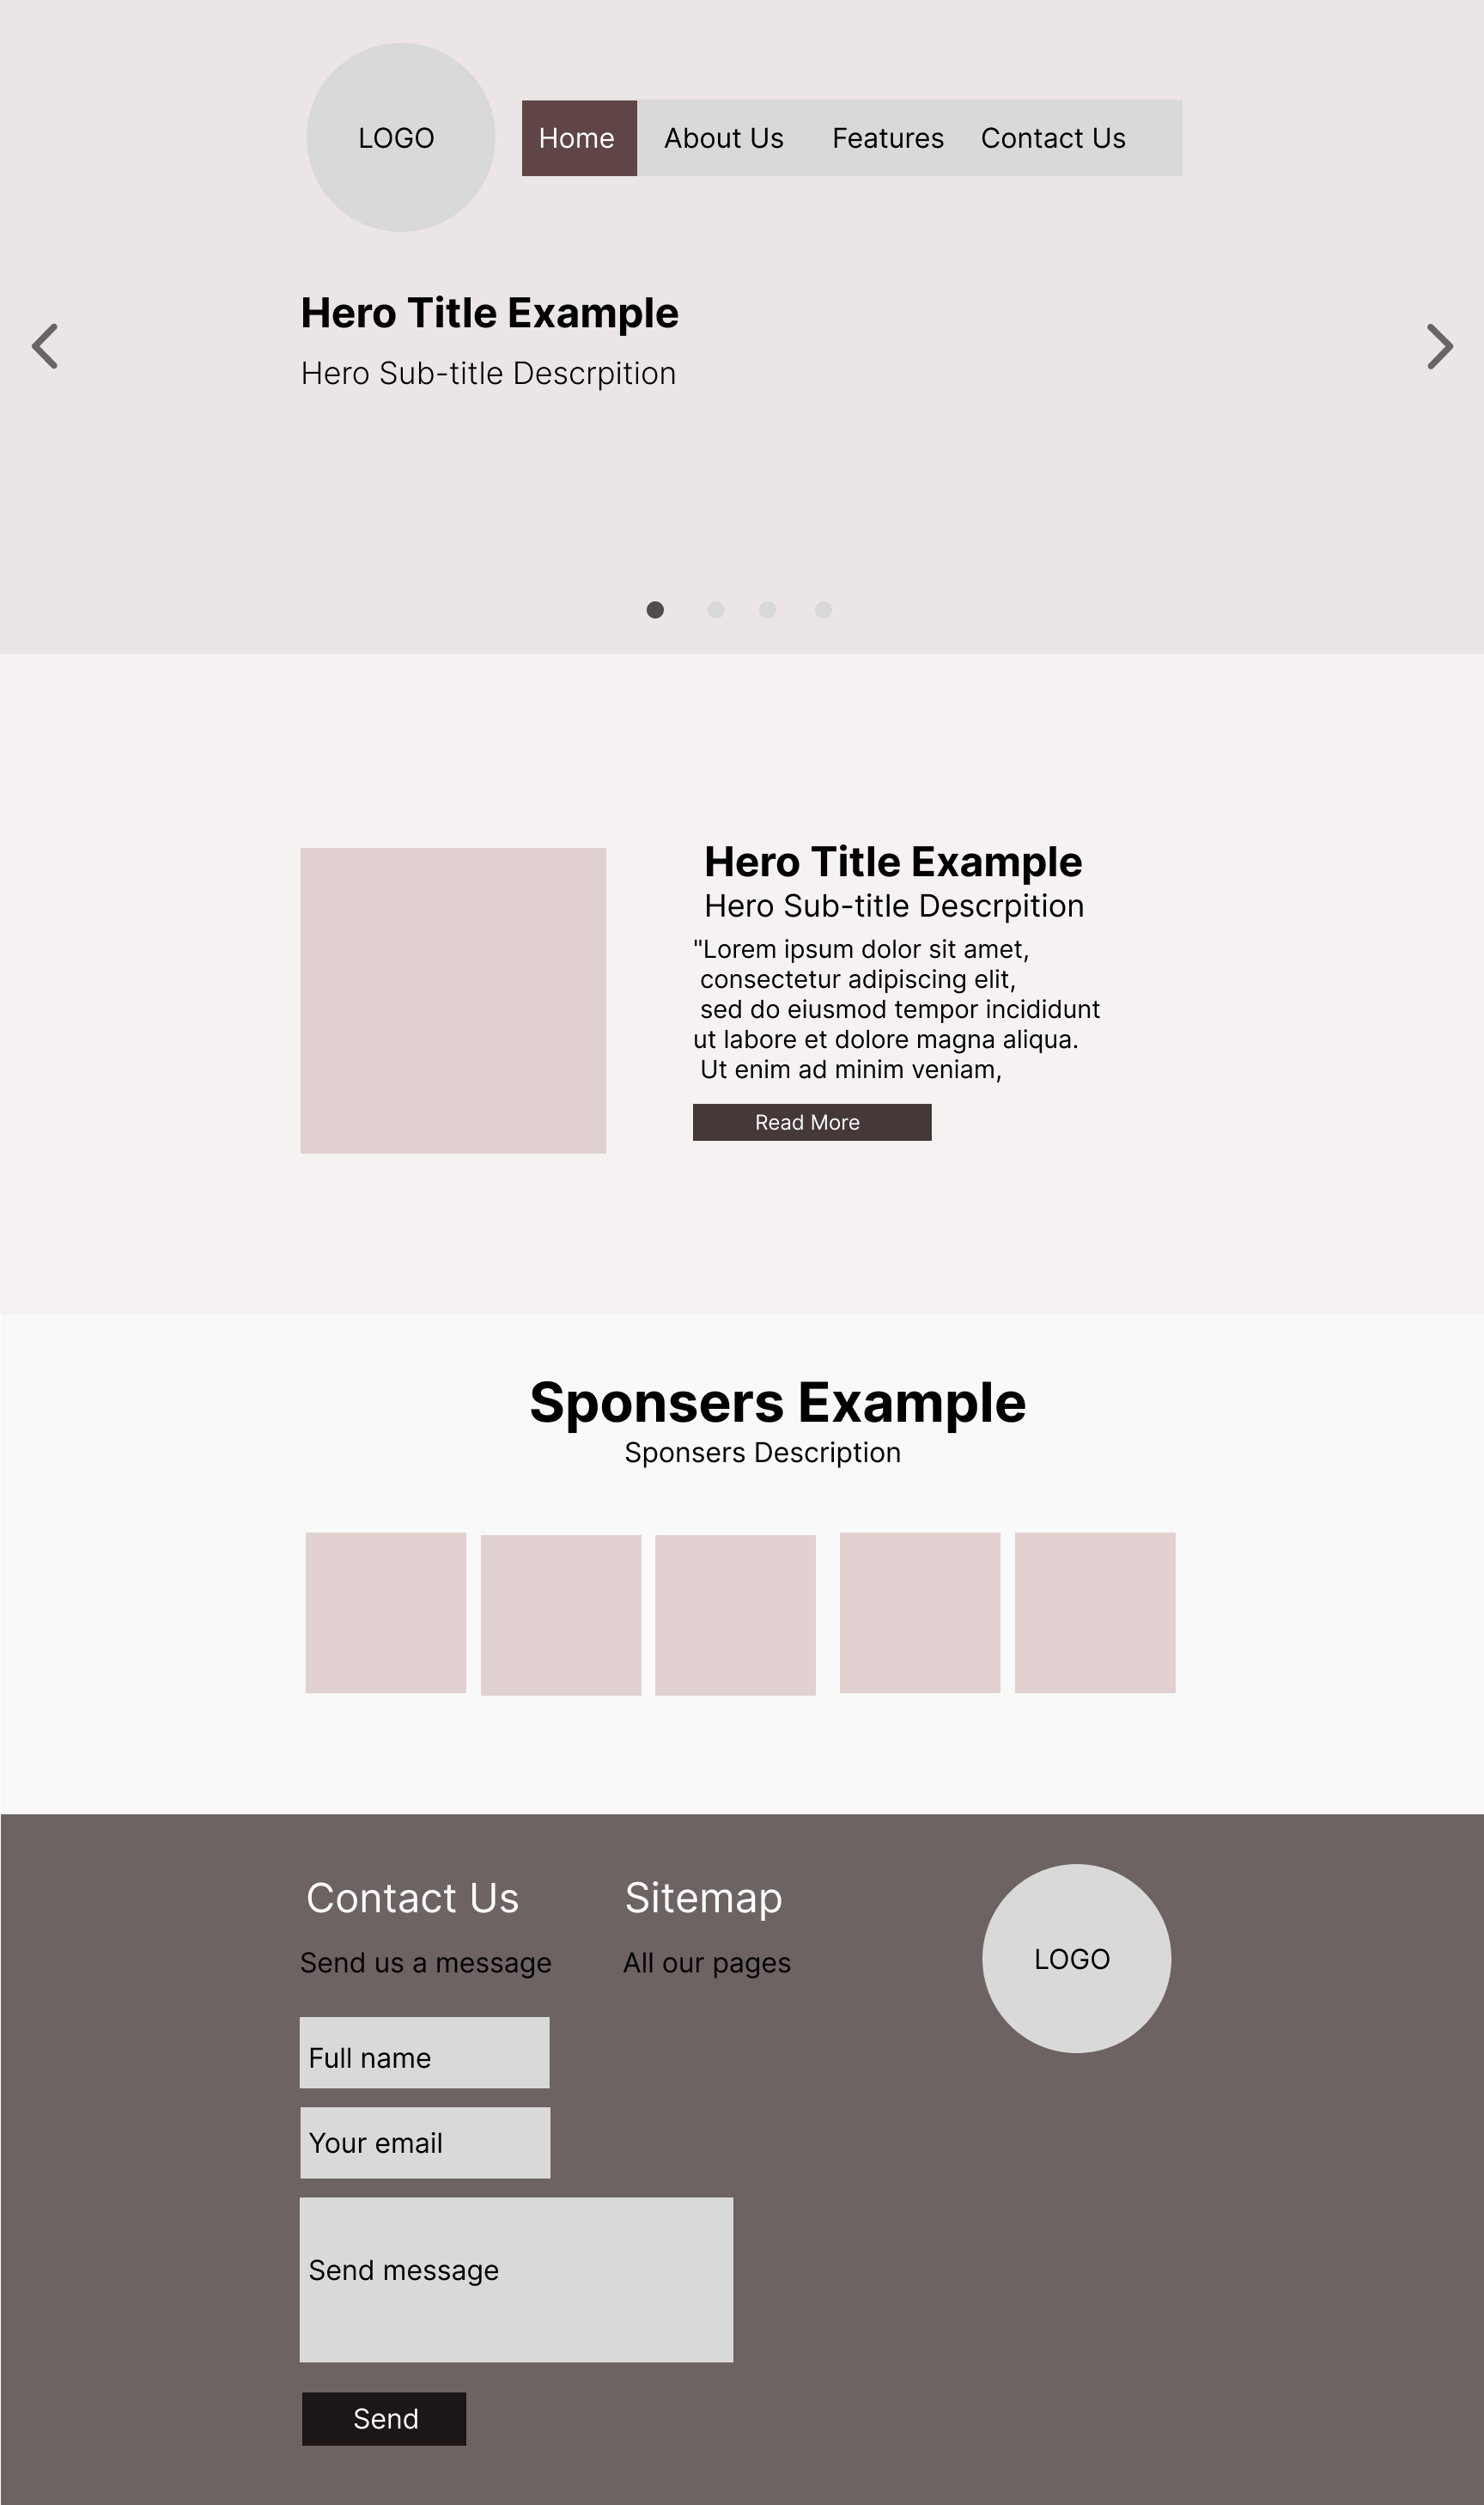 LOGO
Home
About Us
Features
Contact Us
Hero Title Example
Hero Sub-title Descrpition
Hero Title Example
Hero Sub-title Descrpition
"Lorem ipsum dolor sit amet,
consectetur adipiscing elit,
sed do eiusmod tempor incididunt
ut labore et dolore magna aliqua.
Ut enim ad minim veniam,
Read More
Sponsers Example
Sponsers Description
Contact Us
Send us a message
Sitemap
All our pages
LOGO
Full name
Your email
Send message
Send